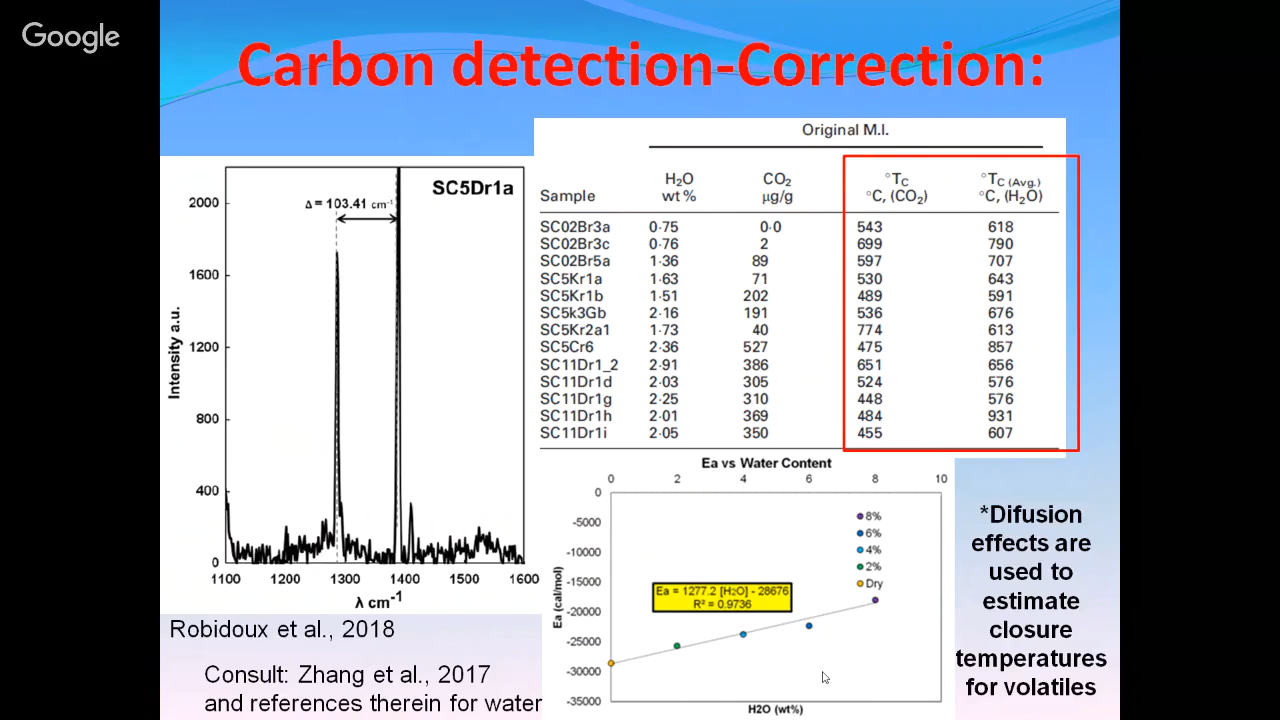 Google
Carbon detection-Correction:
SC5Dr1a
Δ = 103.41 cm⁻¹
2000
1600
1200
800
400
0
Intensity a.u.
1100 1200 1300 1400 1500 1600
λ cm⁻¹
Original M.I.
Sample H₂O wt % CO₂ µg/g °T_C °C, (CO₂) °T_C (Avg.) °C, (H₂O)
SC02Br3a 0·75 0·0 543 618
SC02Br3c 0·76 2 699 790
SC02Br5a 1·36 89 597 707
SC5Kr1a 1·63 71 530 643
SC5Kr1b 1·51 202 489 591
SC5k3Gb 2·16 191 536 676
SC5Kr2a1 1·73 40 774 613
SC5Cr6 2·36 527 475 857
SC11Dr1_2 2·91 386 651 656
SC11Dr1d 2·03 305 524 576
SC11Dr1g 2·25 310 448 576
SC11Dr1h 2·01 369 484 931
SC11Dr1i 2·05 350 455 607
Ea vs Water Content
0 2 4 6 8 10
0
-5000
-10000
-15000
-20000
-25000
-30000
-35000
Ea (cal/mol)
8%
6%
4%
2%
Dry
Ea = 1277.2 [H₂O] - 28676
R² = 0.9736
H2O (wt%)
*Difusion
effects are
used to
estimate
closure
temperatures
for volatiles
Robidoux et al., 2018
Consult: Zhang et al., 2017
and references therein for water